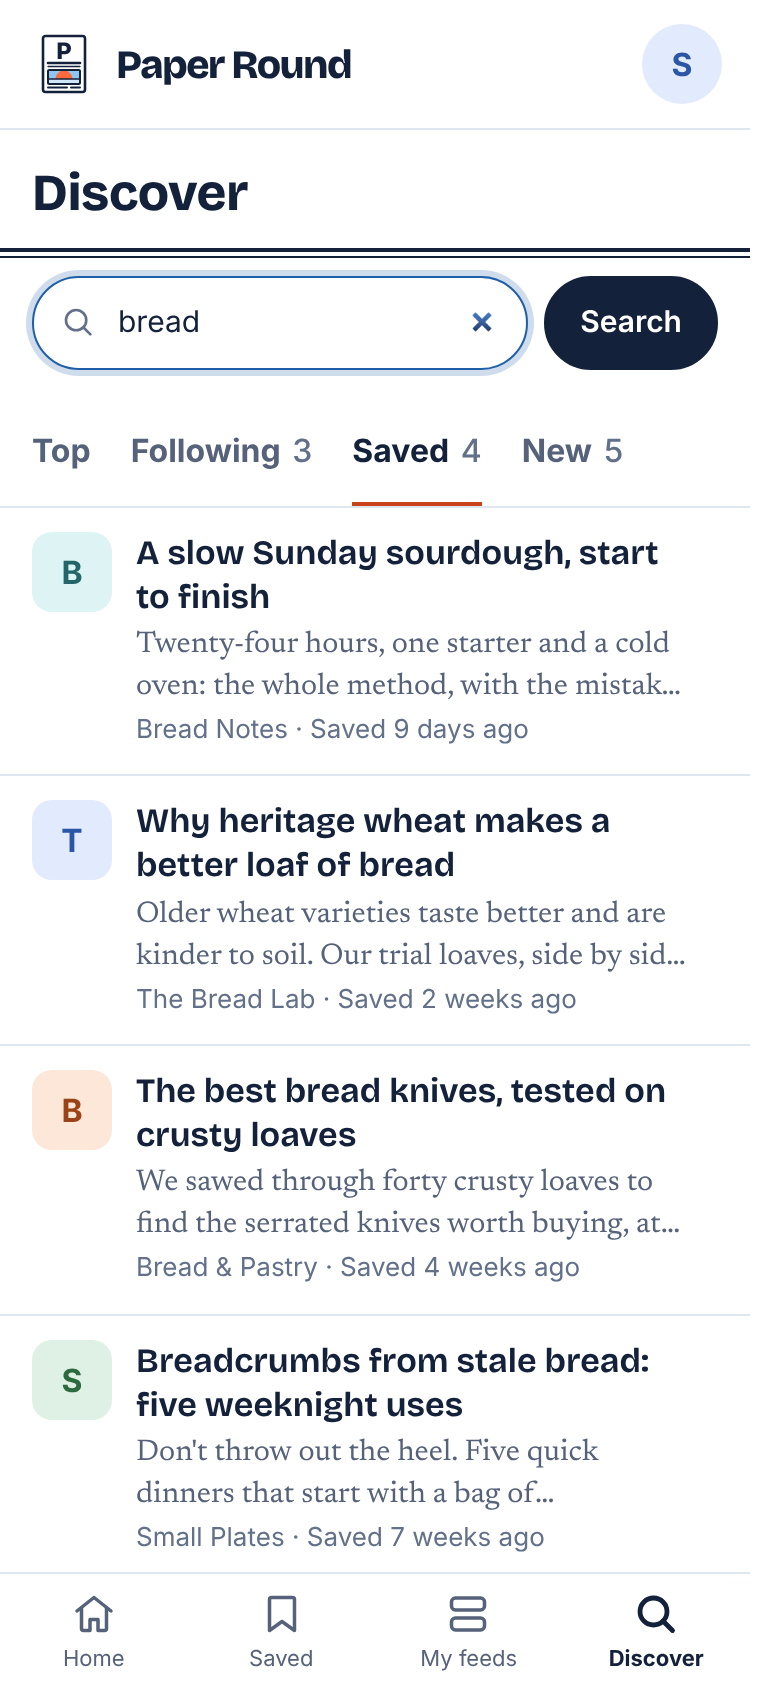 P
Paper Round
S
Discover
bread
Search
Top
Following 3
Saved 4
New 5
B
A slow Sunday sourdough, start
to finish
Twenty-four hours, one starter and a cold
oven: the whole method, with the mistak...
Bread Notes · Saved 9 days ago
T
Why heritage wheat makes a
better loaf of bread
Older wheat varieties taste better and are
kinder to soil. Our trial loaves, side by sid...
The Bread Lab · Saved 2 weeks ago
B
The best bread knives, tested on
crusty loaves
We sawed through forty crusty loaves to
find the serrated knives worth buying, at...
Bread & Pastry · Saved 4 weeks ago
S
Breadcrumbs from stale bread:
five weeknight uses
Don't throw out the heel. Five quick
dinners that start with a bag of...
Small Plates · Saved 7 weeks ago
Home
Saved
My feeds
Discover